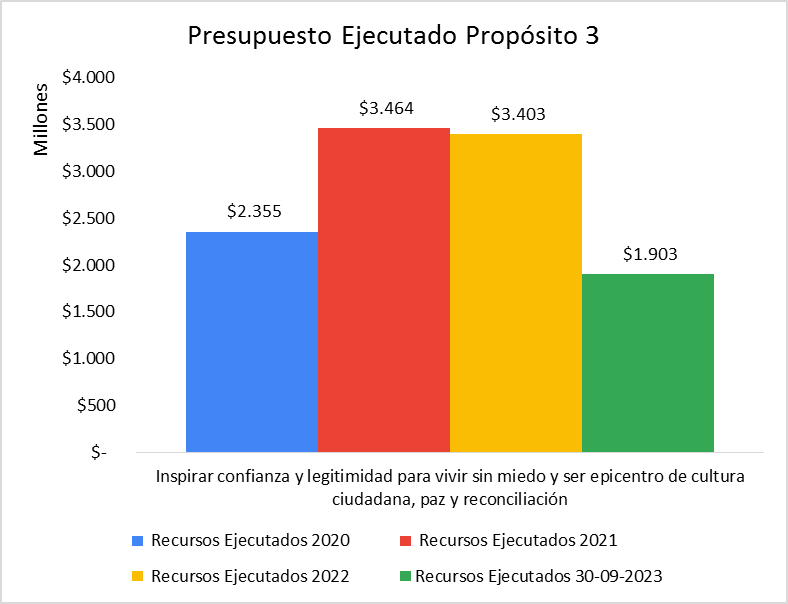 Presupuesto Ejecutado Propósito 3
Millones
$4.000
$3.500
$3.000
$2.500
$2.000
$1.500
$1.000
$500
$-
$2.355
$3.464
$3.403
$1.903
Inspirar confianza y legitimidad para vivir sin miedo y ser epicentro de cultura
ciudadana, paz y reconciliación
Recursos Ejecutados 2020
Recursos Ejecutados 2021
Recursos Ejecutados 2022
Recursos Ejecutados 30-09-2023